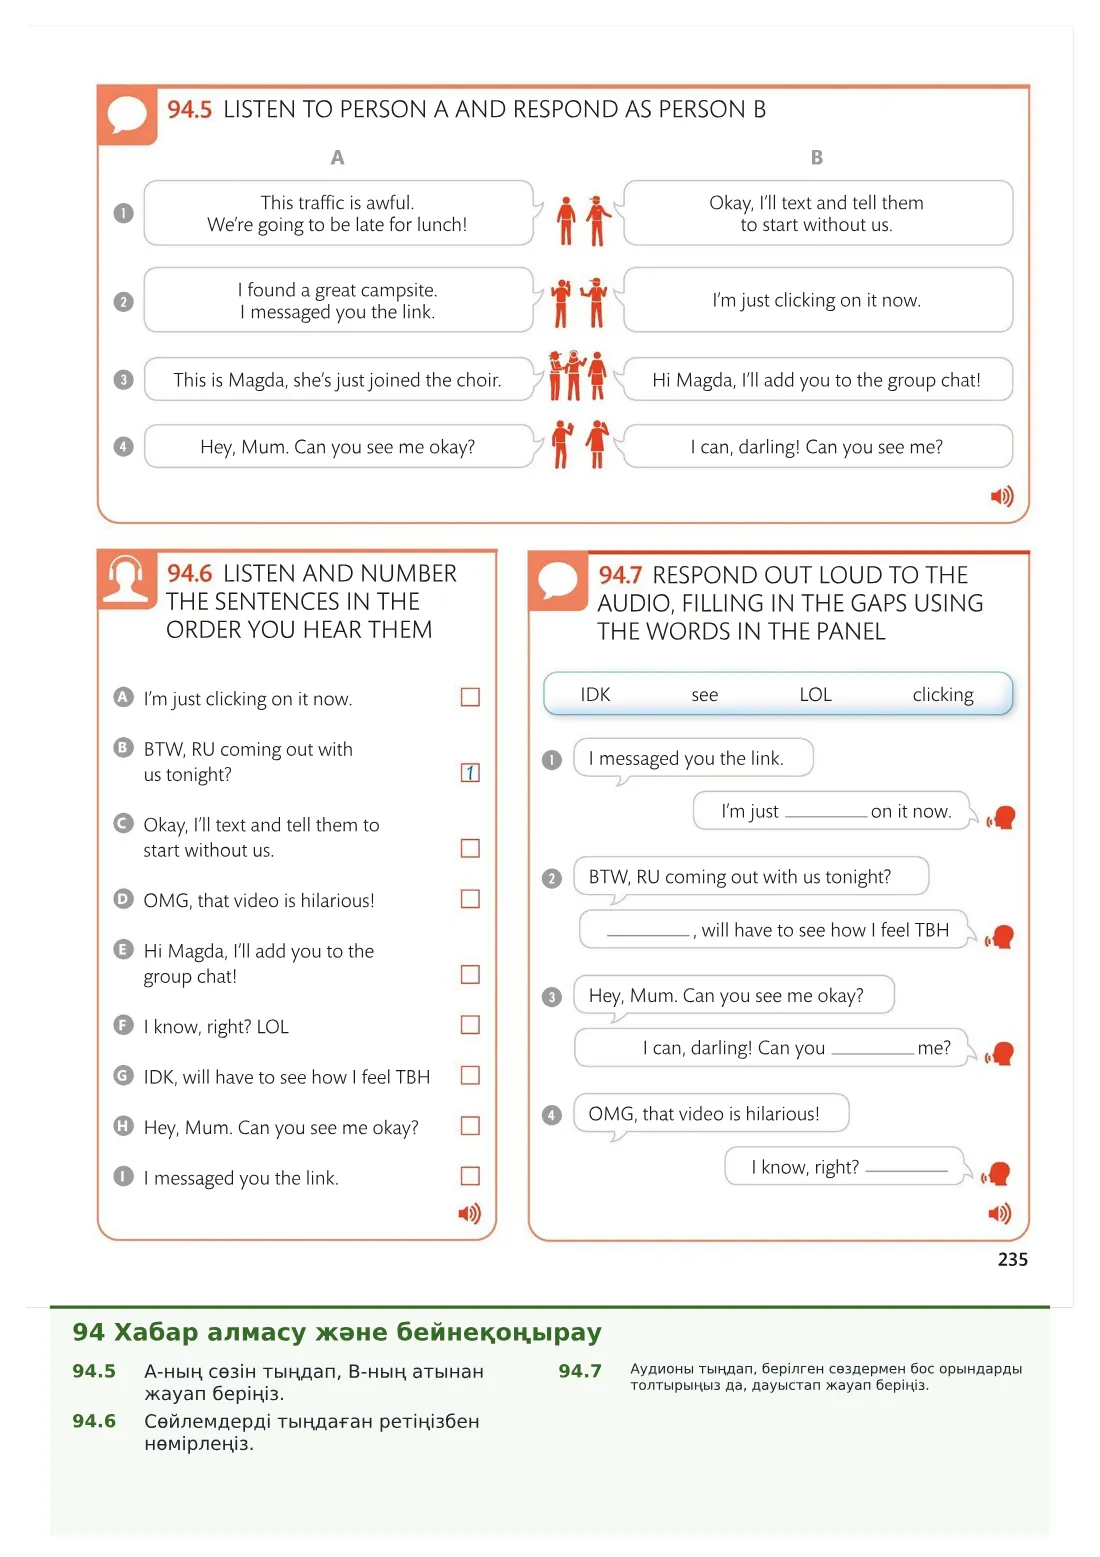 94.5 LISTEN TO PERSON A AND RESPOND AS PERSON B
A
B
1
This traffic is awful.
We're going to be late for lunch!
Okay, I'll text and tell them
to start without us.
2
I found a great campsite.
I messaged you the link.
I'm just clicking on it now.
3
This is Magda, she's just joined the choir.
Hi Magda, I'll add you to the group chat!
4
Hey, Mum. Can you see me okay?
I can, darling! Can you see me?
94.6 LISTEN AND NUMBER
THE SENTENCES IN THE
ORDER YOU HEAR THEM
A I'm just clicking on it now.
B BTW, RU coming out with
us tonight? 1
C Okay, I'll text and tell them to
start without us.
D OMG, that video is hilarious!
E Hi Magda, I'll add you to the
group chat!
F I know, right? LOL
G IDK, will have to see how I feel TBH
H Hey, Mum. Can you see me okay?
I I messaged you the link.
94.7 RESPOND OUT LOUD TO THE
AUDIO, FILLING IN THE GAPS USING
THE WORDS IN THE PANEL
IDK see LOL clicking
1 I messaged you the link.
I'm just ________ on it now.
2 BTW, RU coming out with us tonight?
________ , will have to see how I feel TBH
3 Hey, Mum. Can you see me okay?
I can, darling! Can you ________ me?
4 OMG, that video is hilarious!
I know, right? ________
235
94 Хабар алмасу және бейнеқоңырау
94.5 А-ның сөзін тыңдап, В-ның атынан
жауап беріңіз.
94.6 Сөйлемдерді тыңдаған ретіңізбен
нөмірлеңіз.
94.7 Аудионы тыңдап, берілген сөздермен бос орындарды
толтырыңыз да, дауыстап жауап беріңіз.